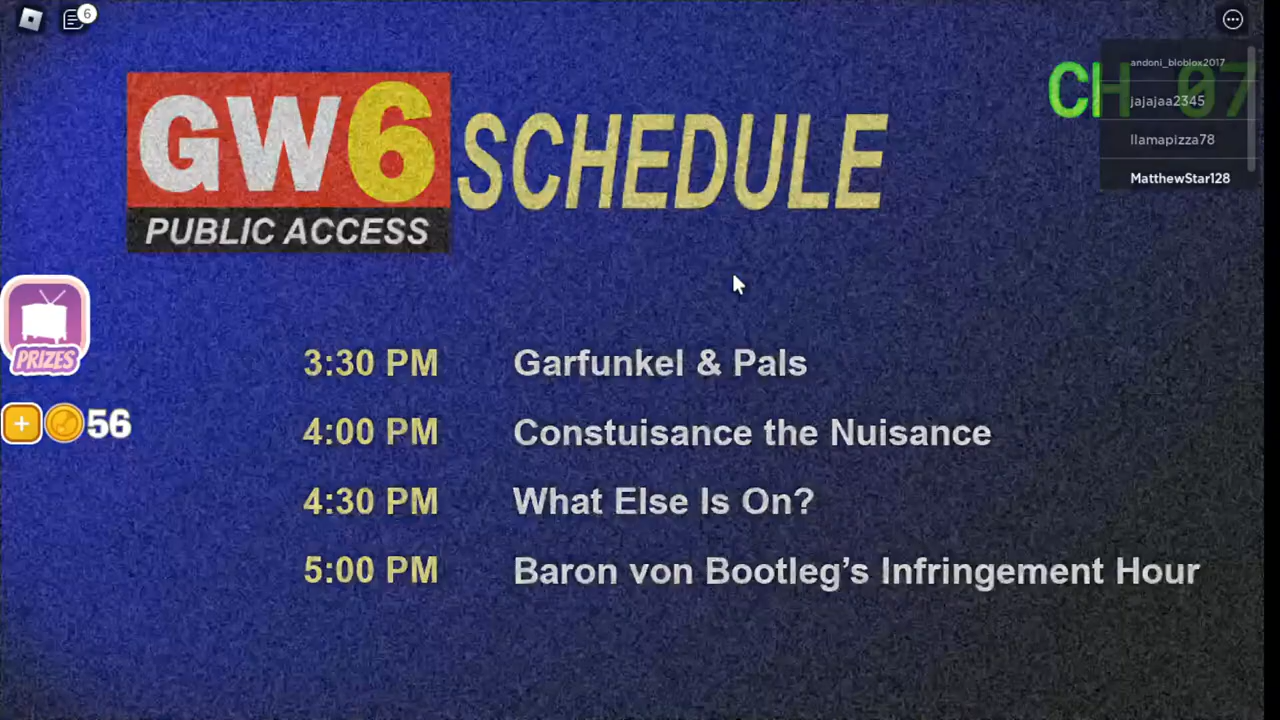 6
CH 07
andoni_bloblox2017
jajajaa2345
llamapizza78
MatthewStar128
GW6 SCHEDULE
PUBLIC ACCESS
PRIZES
56
3:30 PM Garfunkel & Pals
4:00 PM Constuisance the Nuisance
4:30 PM What Else Is On?
5:00 PM Baron von Bootleg’s Infringement Hour